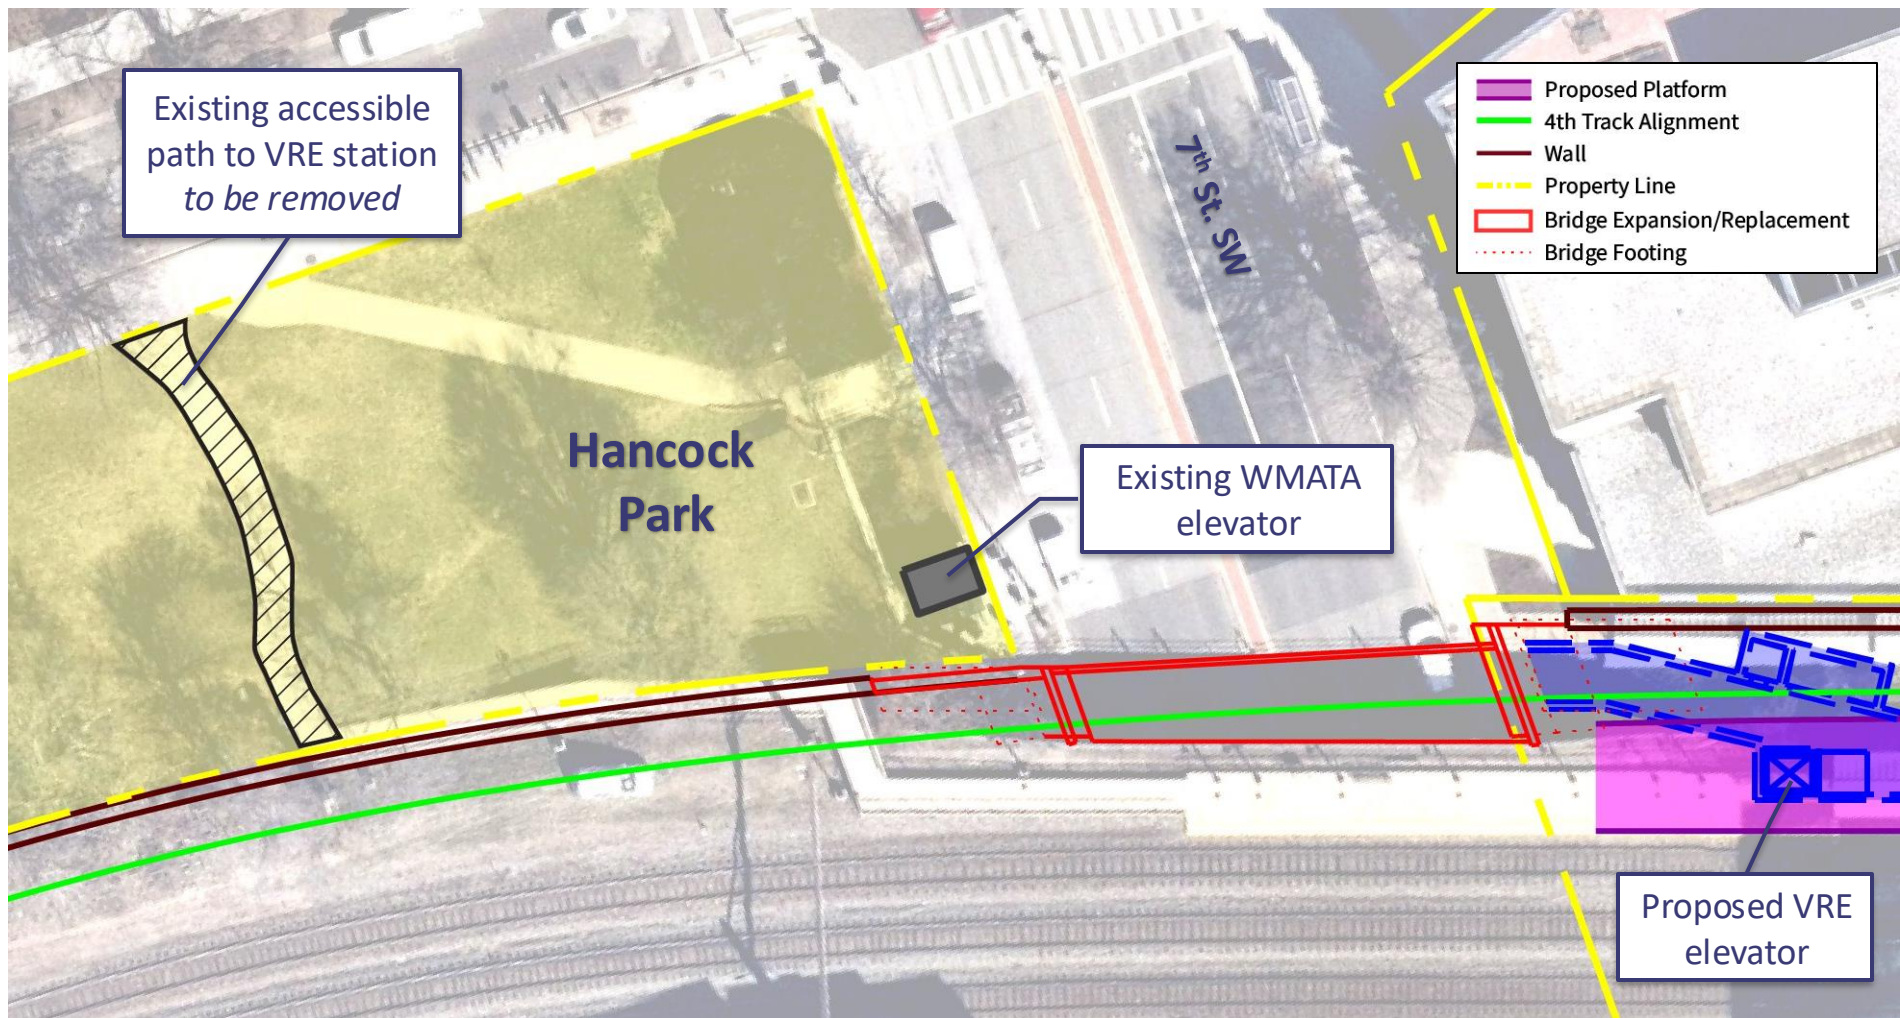 Existing accessible
path to VRE station
to be removed
7th St. SW
Proposed Platform
4th Track Alignment
Wall
Property Line
Bridge Expansion/Replacement
Bridge Footing
Hancock
Park
Existing WMATA
elevator
Proposed VRE
elevator